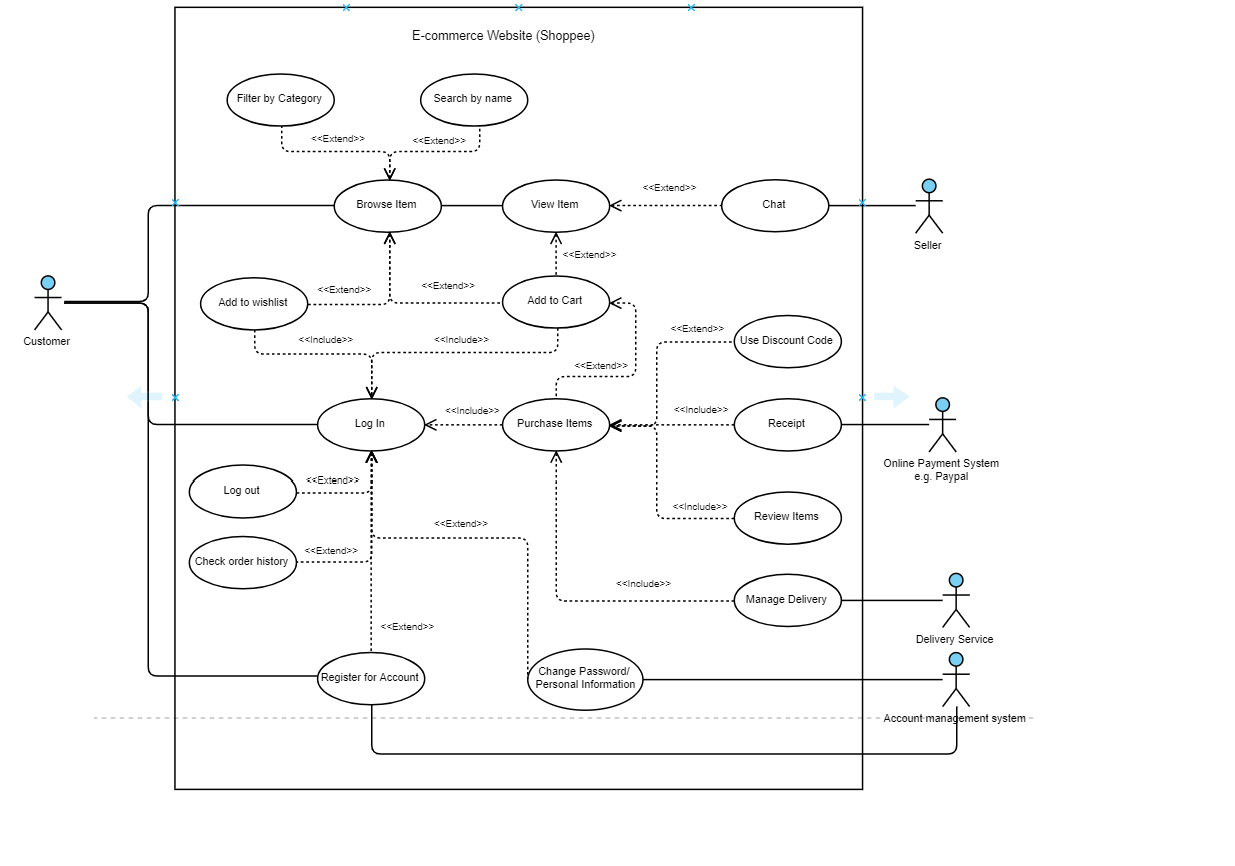 E-commerce Website (Shoppee)
Filter by Category
Search by name
<<Extend>>
<<Extend>>
<<Extend>>
Browse Item
View Item
Chat
Seller
<<Extend>>
<<Extend>>
<<Extend>>
Add to wishlist
Add to Cart
Customer
<<Include>>
<<Include>>
<<Extend>>
Use Discount Code
<<Extend>>
<<Include>>
<<Include>>
Log In
Purchase Items
Receipt
Online Payment System
e.g. Paypal
<<Extend>>
Log out
<<Include>>
Review Items
<<Extend>>
<<Extend>>
Check order history
<<Include>>
Manage Delivery
<<Extend>>
Delivery Service
Register for Account
Change Password/
Personal Information
Account management system